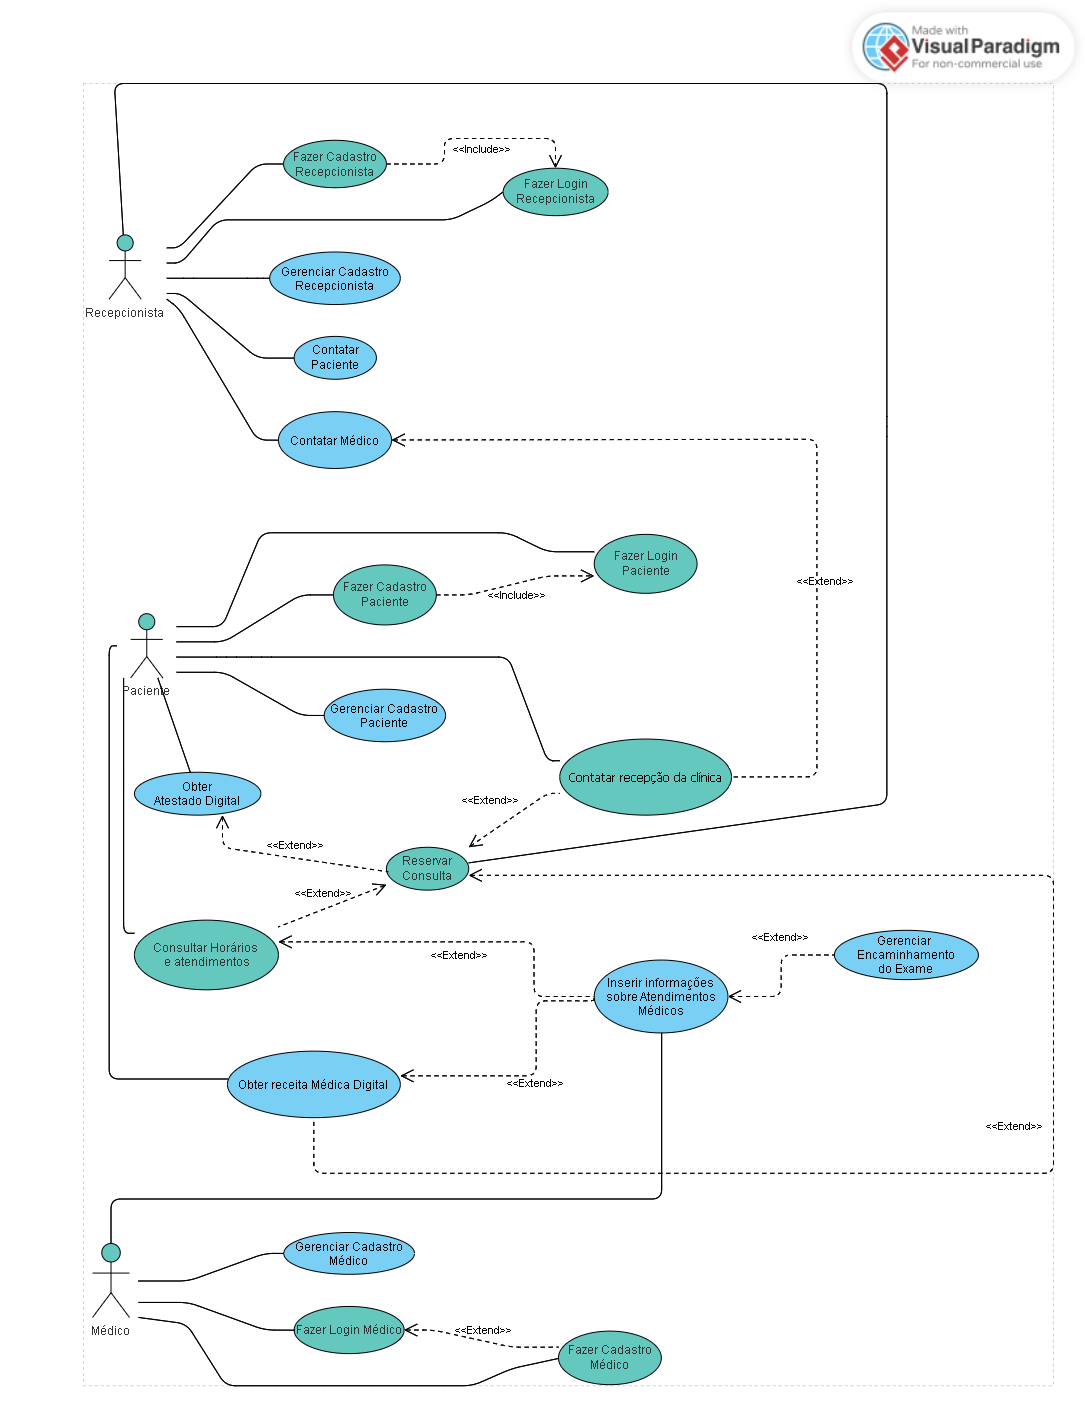 Made with
VisualParadigm
For non-commercial use
Fazer Cadastro
Recepcionista
<<Include>>
Fazer Login
Recepcionista
Recepcionista
Gerenciar Cadastro
Recepcionista
Contatar
Paciente
Contatar Médico
Fazer Login
Paciente
Fazer Cadastro
Paciente
<<Include>>
<<Extend>>
Paciente
Gerenciar Cadastro
Paciente
Contatar recepção da clínica
Obter
Atestado Digital
<<Extend>>
<<Extend>>
Reservar
Consulta
<<Extend>>
Consultar Horários
e atendimentos
<<Extend>>
<<Extend>>
Gerenciar
Encaminhamento
do Exame
Inserir informações
sobre Atendimentos
Médicos
Obter receita Médica Digital
<<Extend>>
<<Extend>>
Gerenciar Cadastro
Médico
Médico
Fazer Login Médico
<<Extend>>
Fazer Cadastro
Médico